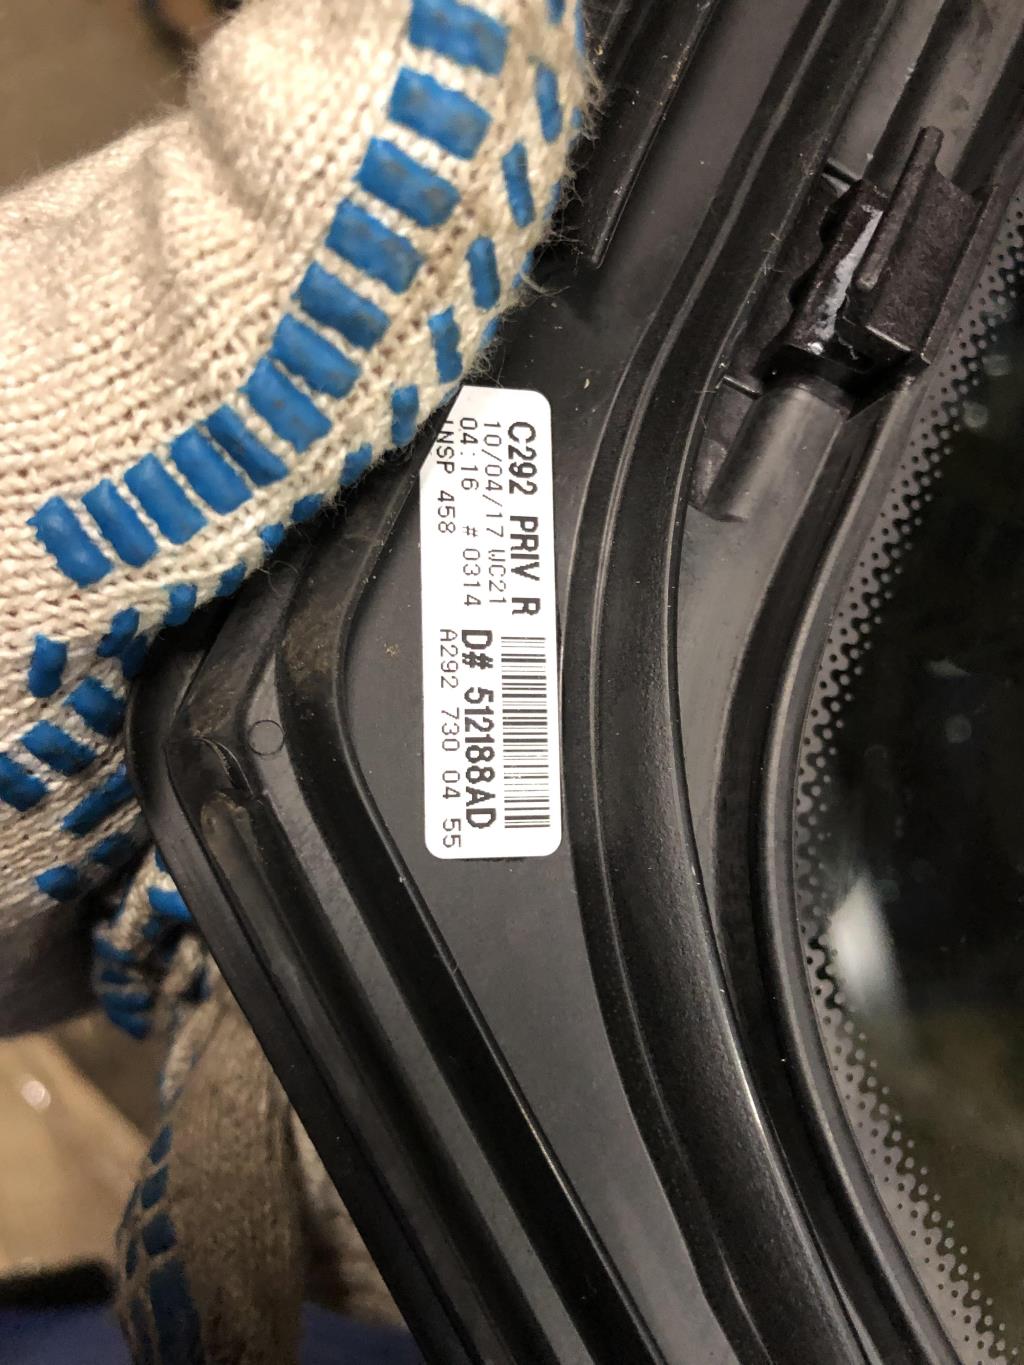 C292 PRIV R
10/04/17 WC21
04:16 # 0314
INSP 458
D# 512188AD
A292 730 04 55